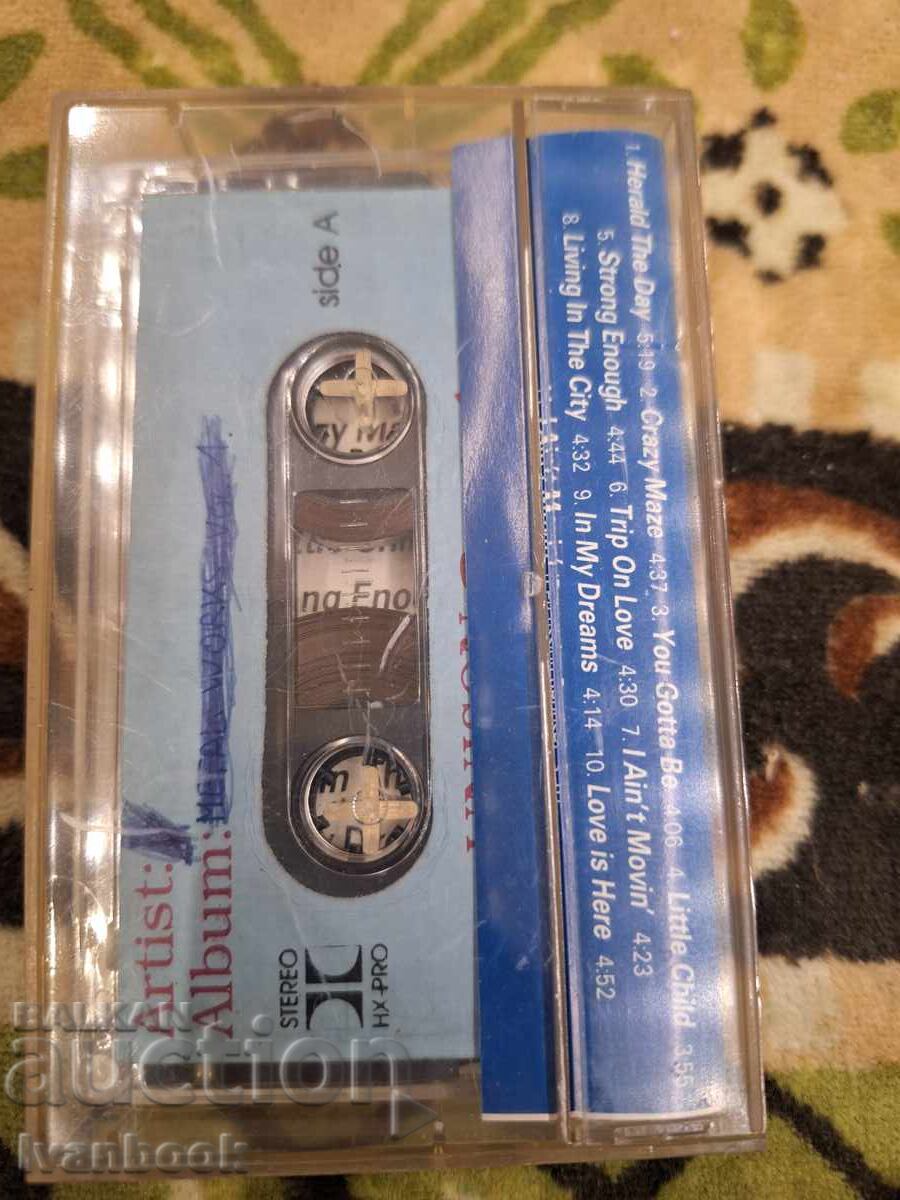 1. Herald The Day 5:19 2. Crazy Maze 4:37 3. You Gotta Be 4:06 4. Little Child 3:55
5. Strong Enough 4:44 6. Trip On Love 4:30 7. I Ain't Movin' 4:23
8. Living In The City 4:32 9. In My Dreams 4:14 10. Love is Here 4:52
side A
STEREO
HX-PRO
Artist:
Album:
BALKAN
auction
Ivanbook